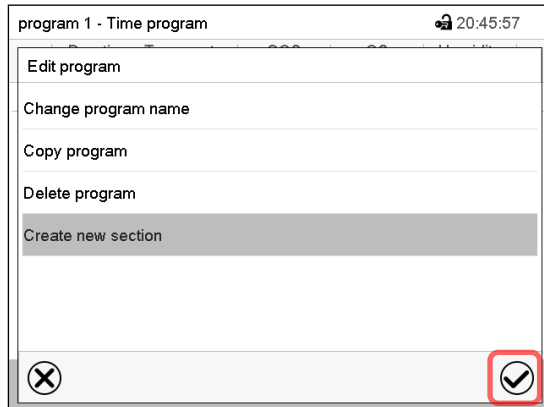 program 1 - Time program 20:45:57
Edit program
Change program name
Copy program
Delete program
Create new section